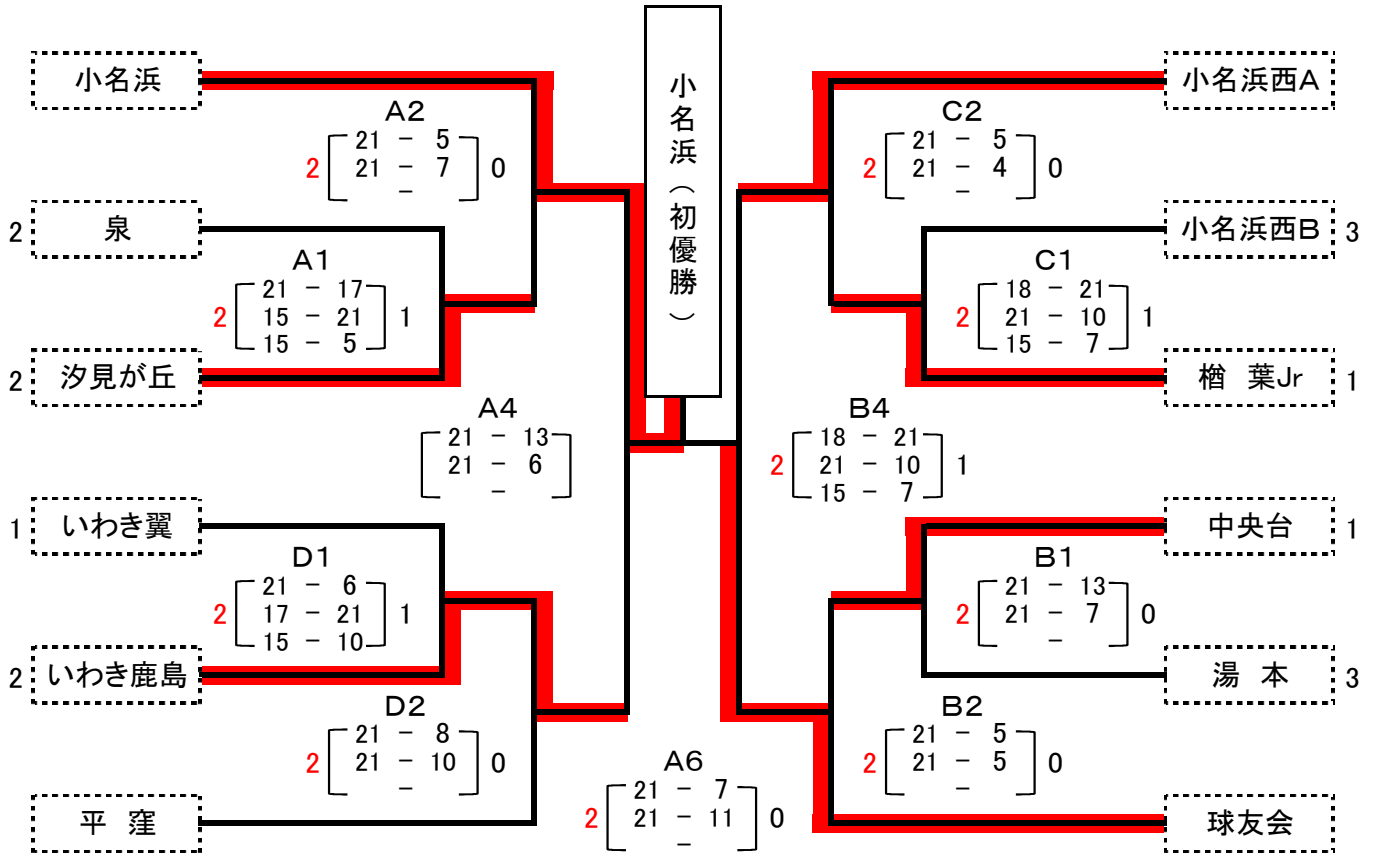 小名浜（初優勝）
小名浜
A2
21 － 5
2 21 － 7 0
－
2 泉
A1
21 － 17
2 15 － 21 1
15 － 5
2 汐見が丘
A4
21 － 13
21 － 6
－
1 いわき翼
D1
21 － 6
2 17 － 21 1
15 － 10
2 いわき鹿島
D2
21 － 8
2 21 － 10 0
－
平 窪
A6
21 － 7
2 21 － 11 0
－
小名浜西A
C2
21 － 5
2 21 － 4 0
－
小名浜西B 3
C1
18 － 21
2 21 － 10 1
15 － 7
楢 葉Jr 1
B4
18 － 21
2 21 － 10 1
15 － 7
中央台 1
B1
21 － 13
2 21 － 7 0
－
湯 本 3
B2
21 － 5
2 21 － 5 0
－
球友会